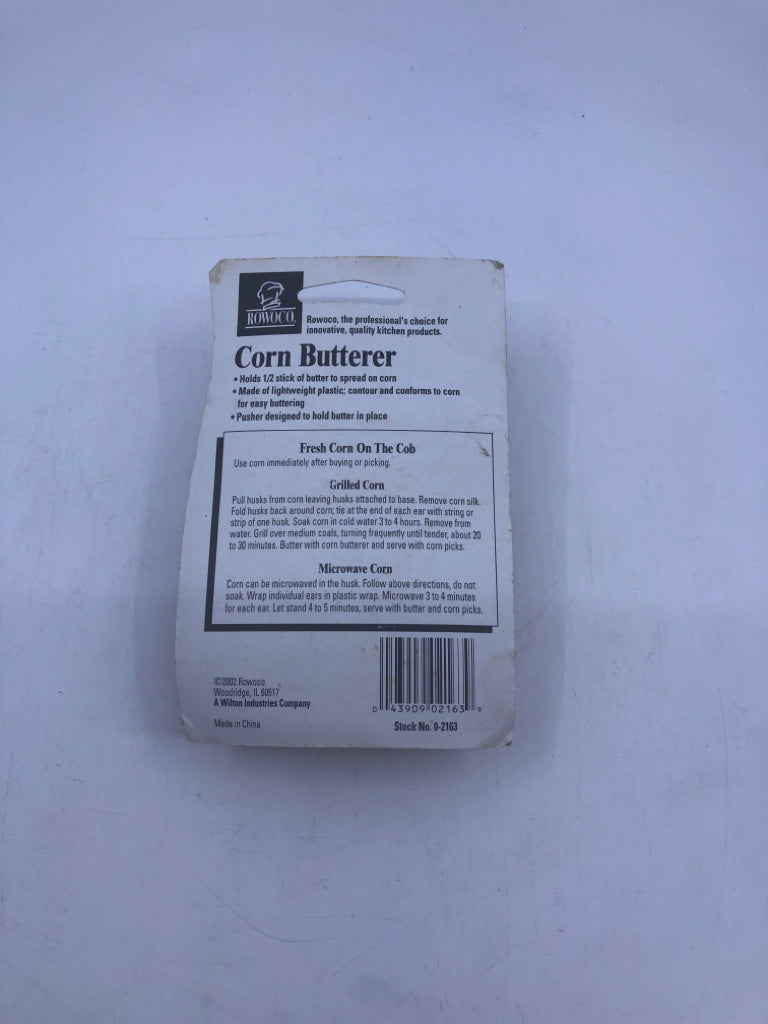 ROWOCO.
Rowoco, the professional's choice for
innovative, quality kitchen products.
Corn Butterer
• Holds 1/2 stick of butter to spread on corn
• Made of lightweight plastic; contour and conforms to corn
for easy buttering
• Pusher designed to hold butter in place
Fresh Corn On The Cob
Use corn immediately after buying or picking.
Grilled Corn
Pull husks from corn leaving husks attached to base. Remove corn silk.
Fold husks back around corn; tie at the end of each ear with string or
strip of one husk. Soak corn in cold water 3 to 4 hours. Remove from
water. Grill over medium coals, turning frequently until tender, about 20
to 30 minutes. Butter with corn butterer and serve with corn picks.
Microwave Corn
Corn can be microwaved in the husk. Follow above directions, do not
soak. Wrap individual ears in plastic wrap. Microwave 3 to 4 minutes
for each ear. Let stand 4 to 5 minutes, serve with butter and corn picks.
©2002 Rowoco
Woodridge, IL 60517
A Wilton Industries Company
Made in China
0 43909 02163 9
Stock No. 0-2163